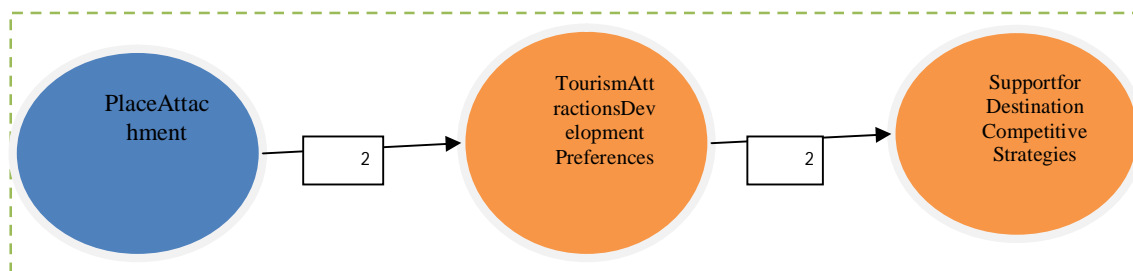 PlaceAttac
hment
2
TourismAtt
ractionsDev
elopment
Preferences
2
Supportfor
Destination
Competitive
Strategies